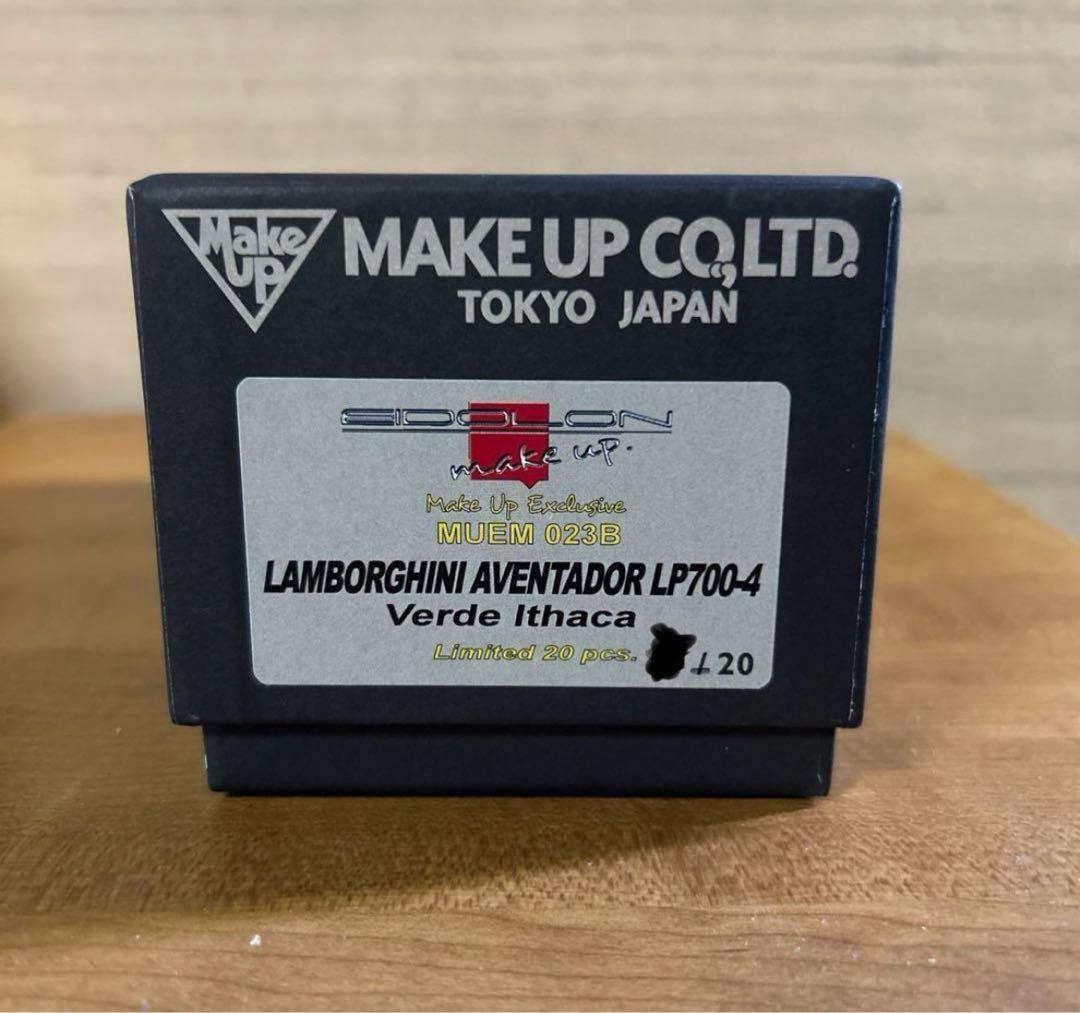 Make Up
MAKE UP CO.,LTD.
TOKYO JAPAN
EIDOLON
make up.
Make Up Exclusive
MUEM 023B
LAMBORGHINI AVENTADOR LP700-4
Verde Ithaca
Limited 20 pcs. / 20